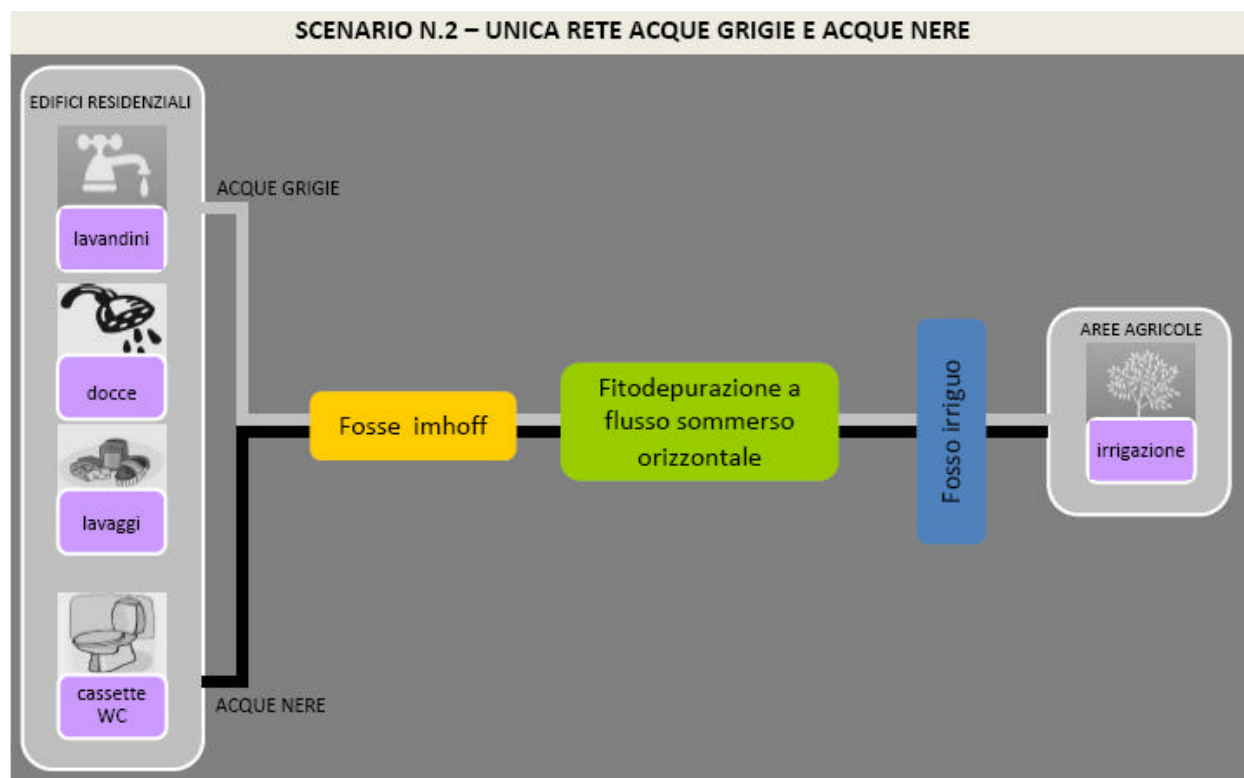 SCENARIO N.2 – UNICA RETE ACQUE GRIGIE E ACQUE NERE
EDIFICI RESIDENZIALI
lavandini
docce
lavaggi
cassette
WC
ACQUE GRIGIE
ACQUE NERE
Fosse imhoff
Fitodepurazione a
flusso sommerso
orizzontale
Fosso irriguo
AREE AGRICOLE
irrigazione